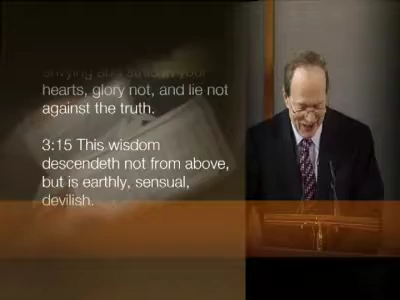 hearts, glory not, and lie not
against the truth.
3:15 This wisdom
descendeth not from above,
but is earthly, sensual,
devilish.